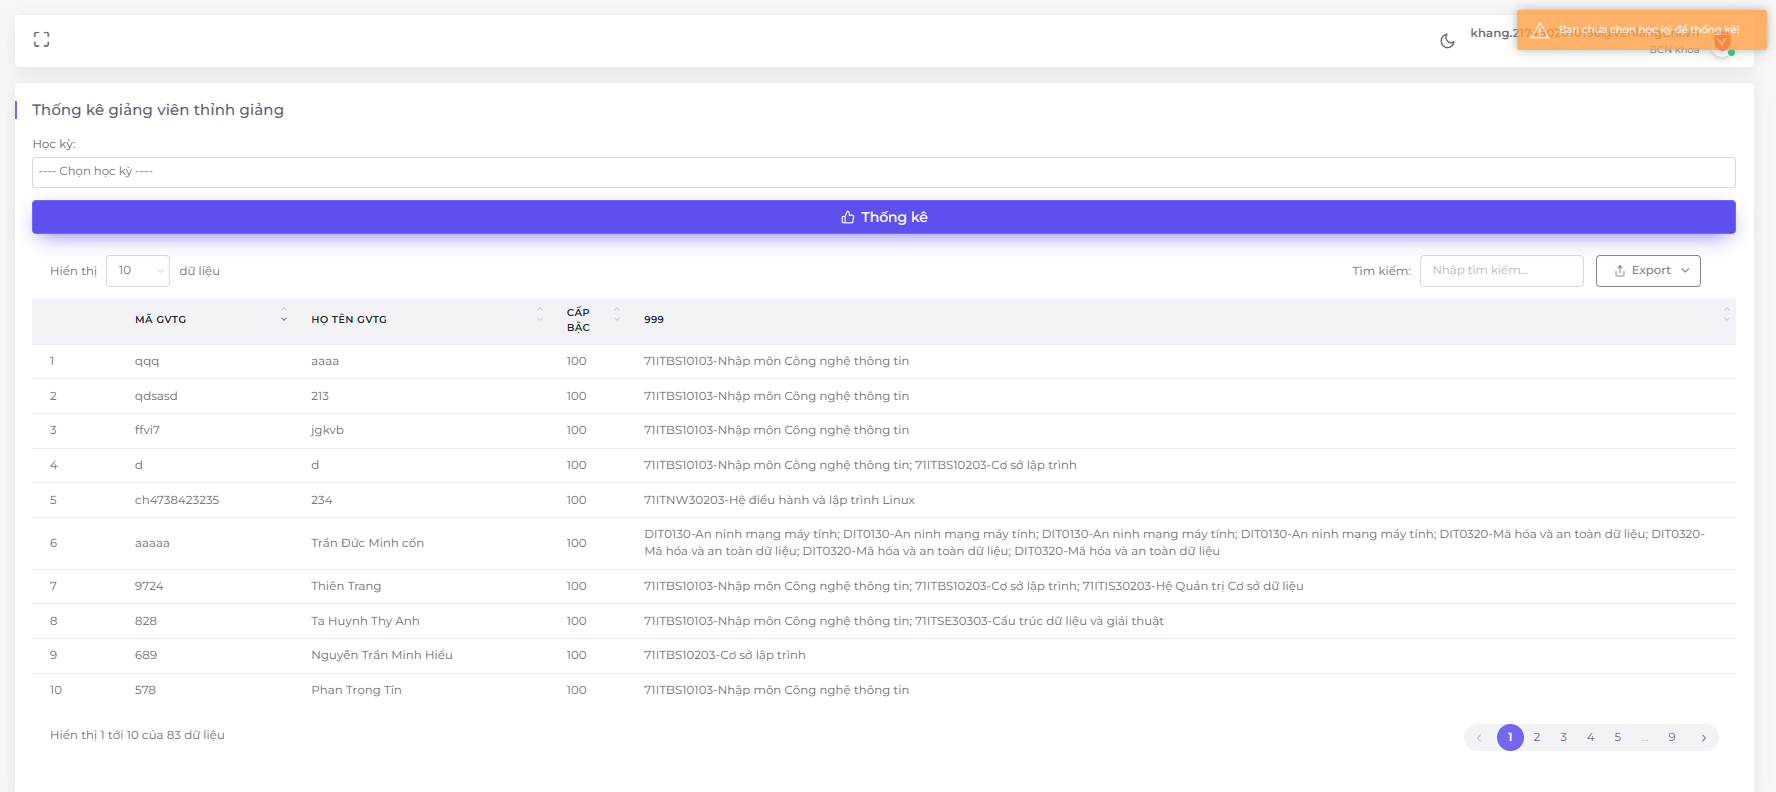 khang.
Bạn chưa chọn học kỳ để thống kê!
BCN khoa
Thống kê giảng viên thỉnh giảng
Học kỳ:
---- Chọn học kỳ ----
Thống kê
Hiển thị 10 dữ liệu
Tìm kiếm: Nhập tìm kiếm... Export
MÃ GVTG HỌ TÊN GVTG CẤP BẬC 999
1 qqq aaaa 100 71ITBS10103-Nhập môn Công nghệ thông tin
2 qdsasd 213 100 71ITBS10103-Nhập môn Công nghệ thông tin
3 ffvi7 jgkvb 100 71ITBS10103-Nhập môn Công nghệ thông tin
4 d d 100 71ITBS10103-Nhập môn Công nghệ thông tin; 71ITBS10203-Cơ sở lập trình
5 ch4738423235 234 100 71ITNW30203-Hệ điều hành và lập trình Linux
6 aaaaa Trần Đức Minh cốn 100 DIT0130-An ninh mạng máy tính; DIT0130-An ninh mạng máy tính; DIT0130-An ninh mạng máy tính; DIT0130-An ninh mạng máy tính; DIT0320-Mã hóa và an toàn dữ liệu; DIT0320-
Mã hóa và an toàn dữ liệu; DIT0320-Mã hóa và an toàn dữ liệu; DIT0320-Mã hóa và an toàn dữ liệu
7 9724 Thiên Trang 100 71ITBS10103-Nhập môn Công nghệ thông tin; 71ITBS10203-Cơ sở lập trình; 71ITIS30203-Hệ Quản trị Cơ sở dữ liệu
8 828 Ta Huynh Thy Anh 100 71ITBS10103-Nhập môn Công nghệ thông tin; 71ITSE30303-Cấu trúc dữ liệu và giải thuật
9 689 Nguyễn Trần Minh Hiếu 100 71ITBS10203-Cơ sở lập trình
10 578 Phan Trọng Tín 100 71ITBS10103-Nhập môn Công nghệ thông tin
Hiển thị 1 tới 10 của 83 dữ liệu
1 2 3 4 5 ... 9